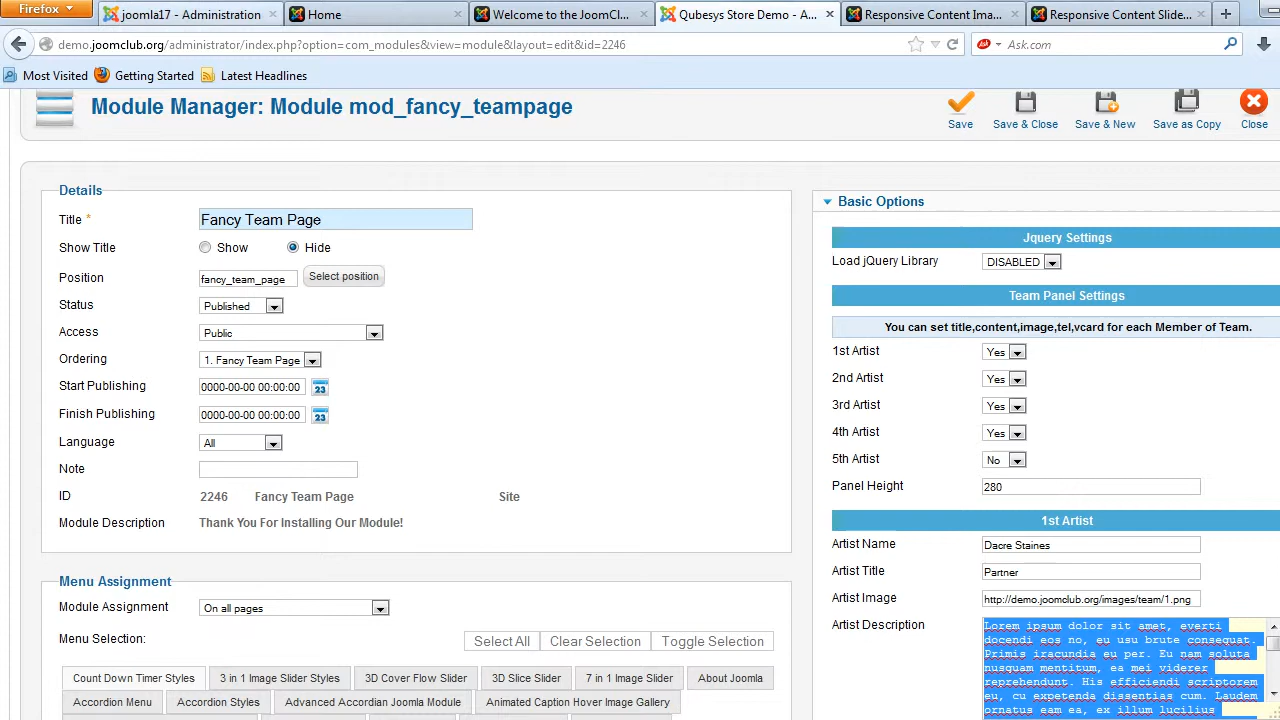 Firefox
joomla17 - Administration
Home
Welcome to the JoomCl...
Qubesys Store Demo - A...
Responsive Content Ima...
Responsive Content Slide...
demo.joomclub.org/administrator/index.php?option=com_modules&view=module&layout=edit&id=2246
Ask.com
Most Visited
Getting Started
Latest Headlines
Module Manager: Module mod_fancy_teampage
Save
Save & Close
Save & New
Save as Copy
Close
Details
Title *
Fancy Team Page
Show Title
Show
Hide
Position
fancy_team_page
Select position
Status
Published
Access
Public
Ordering
1. Fancy Team Page
Start Publishing
0000-00-00 00:00:00
23
Finish Publishing
0000-00-00 00:00:00
23
Language
All
Note
ID
2246
Fancy Team Page
Site
Module Description
Thank You For Installing Our Module!
Menu Assignment
Module Assignment
On all pages
Menu Selection:
Select All
Clear Selection
Toggle Selection
Count Down Timer Styles
3 in 1 Image Slider Styles
3D Cover Flow Slider
3D Slice Slider
7 in 1 Image Slider
About Joomla
Accordion Menu
Accordion Styles
Advance Accordian Joomla Module
Animated Caption Hover Image Gallery
Basic Options
Jquery Settings
Load jQuery Library
DISABLED
Team Panel Settings
You can set title,content,image,tel,vcard for each Member of Team.
1st Artist
Yes
2nd Artist
Yes
3rd Artist
Yes
4th Artist
Yes
5th Artist
No
Panel Height
280
1st Artist
Artist Name
Dacre Staines
Artist Title
Partner
Artist Image
http://demo.joomclub.org/images/team/1.png
Artist Description
Lorem ipsum dolor sit amet, everti
docendi eos no, eu usu brute consequat.
Primis iracundia eu per. Eu nam soluta
nusquam mentitum, ea mei viderer
reprehendunt. His efficiendi scriptorem
eu, cu expetenda dissentias cum. Laudem
ornatus eam ea, ex illum lucilius